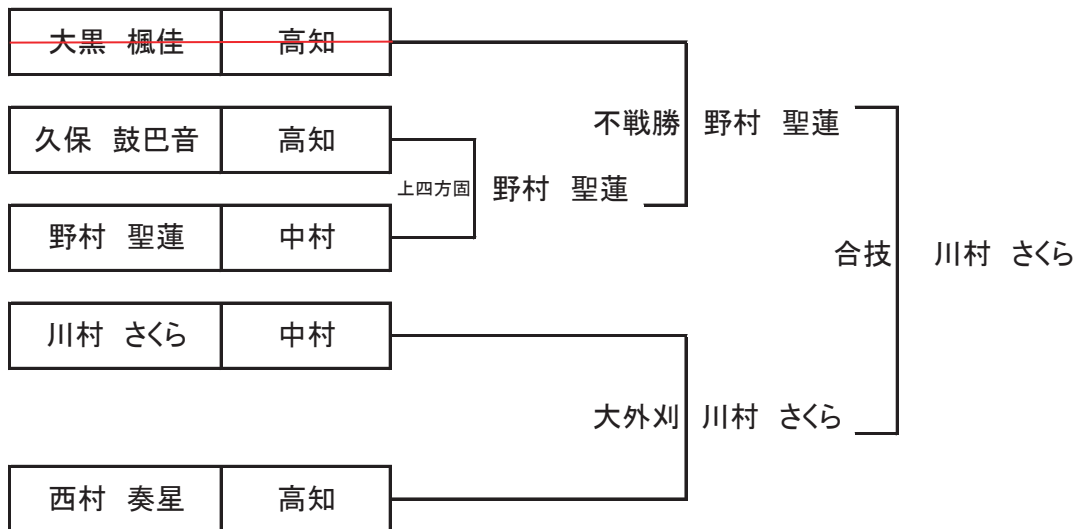 大黒 楓佳 高知
久保 鼓巴音 高知
野村 聖蓮 中村
川村 さくら 中村
西村 奏星 高知
上四方固 野村 聖蓮
不戦勝 野村 聖蓮
大外刈 川村 さくら
合技 川村 さくら